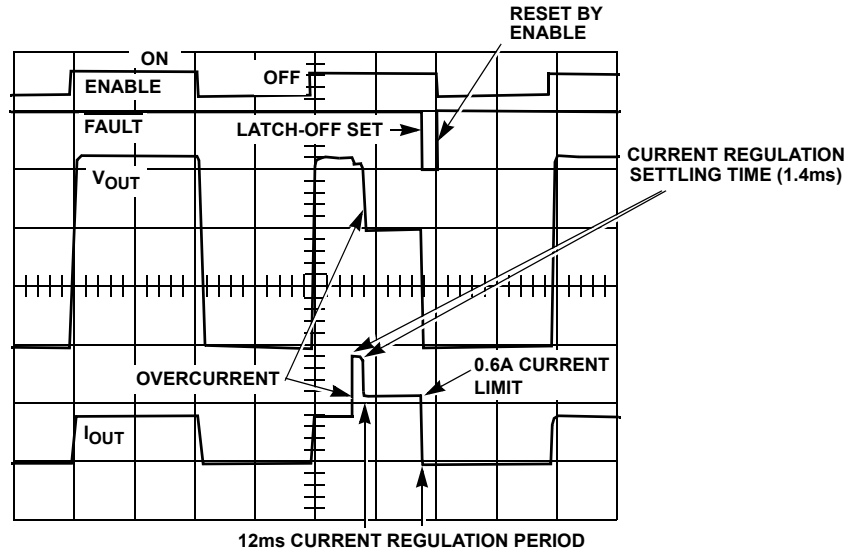 RESET BY
ENABLE
ON
OFF
ENABLE
FAULT
LATCH-OFF SET
CURRENT REGULATION
SETTLING TIME (1.4ms)
VOUT
OVERCURRENT
0.6A CURRENT
LIMIT
IOUT
12ms CURRENT REGULATION PERIOD